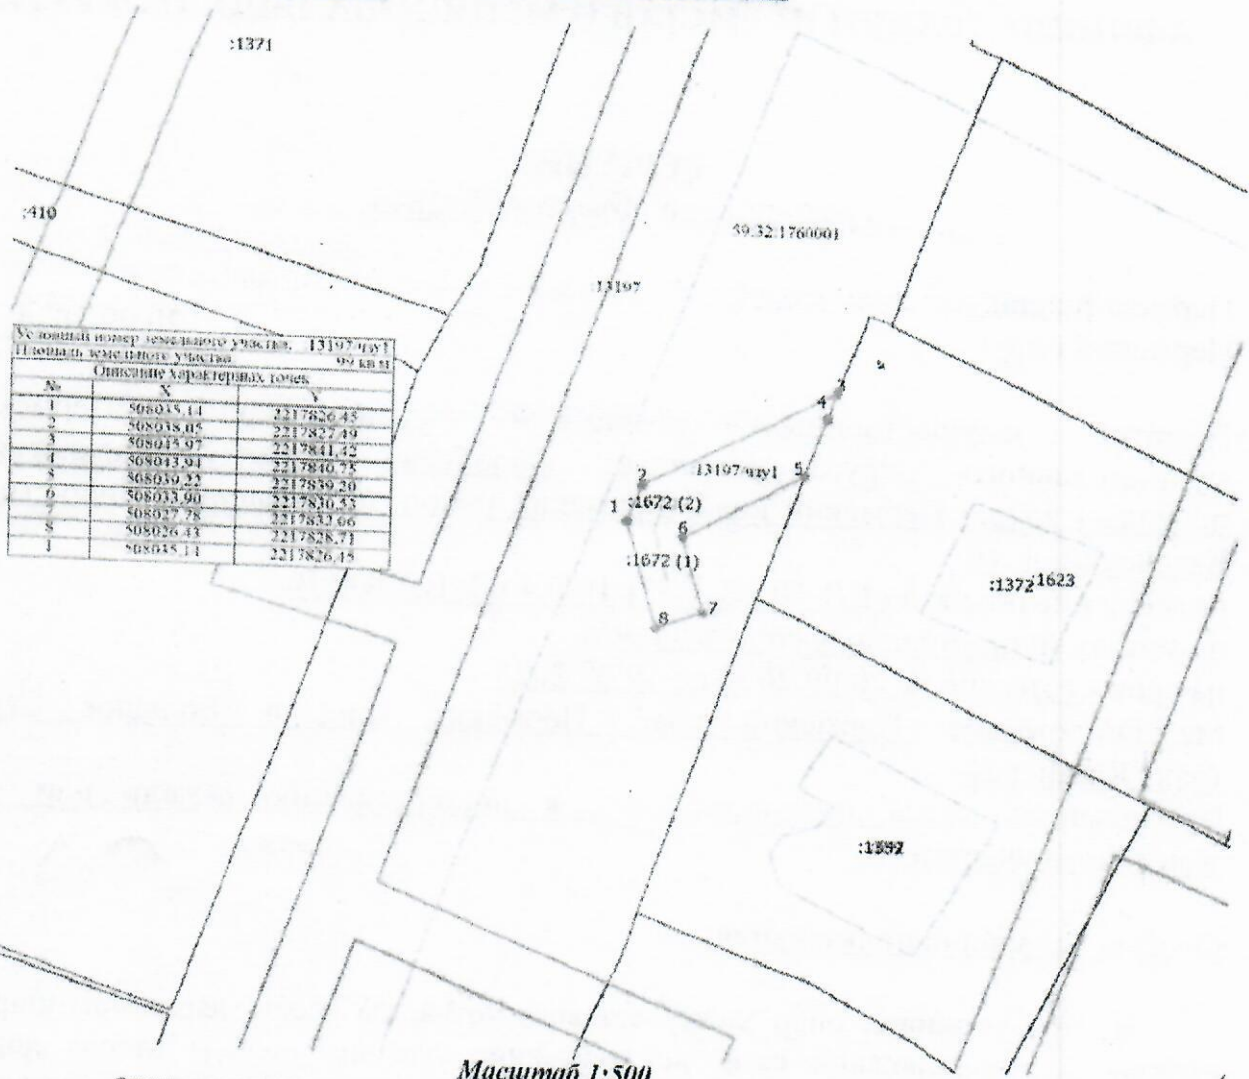 :1371
:410
59:32:1760001
:13197
Условный номер земельного участка. :13197/чзу1
Площадь земельного участка 99 кв м
Описание характерных точек
№ X Y
1 508035.14 2217826.45
2 508038.05 2217827.49
3 508045.97 2217841.42
4 508043.94 2217840.75
5 508039.22 2217839.20
6 508033.90 2217830.53
7 508027.78 2217832.06
8 508026.43 2217828.71
1 508035.14 2217826.45
3
4
:13197/чзу1
5
2
:1672 (2)
1
6
:1672 (1)
7
8
:1372
:1623
Масштаб 1:500